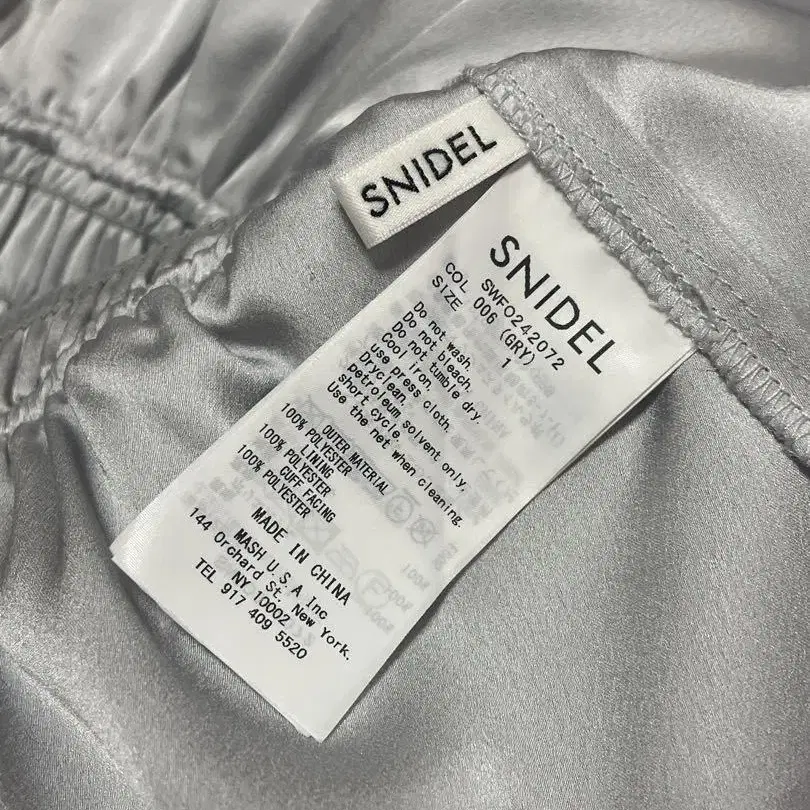 SNIDEL
SNIDEL
SWFO242072
COL 006 (GRY)
SIZE 1
Do not wash.
Do not bleach.
Do not tumble dry.
Cool iron,
use press cloth.
Dryclean,
petroleum solvent only,
short cycle.
Use the net when cleaning.
OUTER MATERIAL
100% POLYESTER
LINING
100% POLYESTER
CUFF FACING
100% POLYESTER
MADE IN CHINA
MASH U.S.A Inc
144 Orchard St. New York.
NY 10002
TEL 917 409 5520